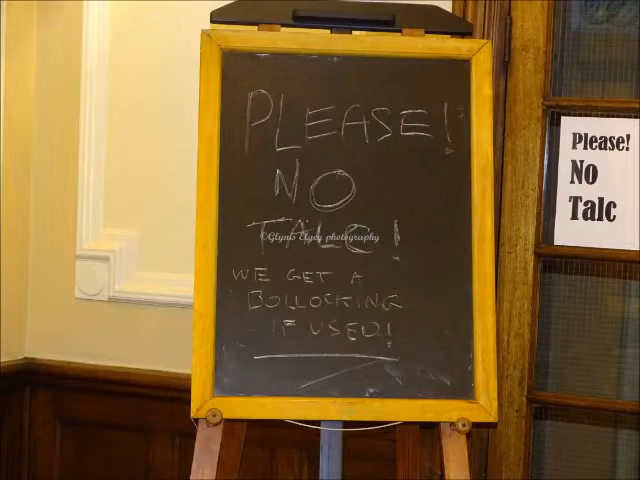 PLEASE!
NO
TALC!
©Glynis Elgey photography
WE GET A
BOLLOCKING
IF USED!
Please!
No
Talc